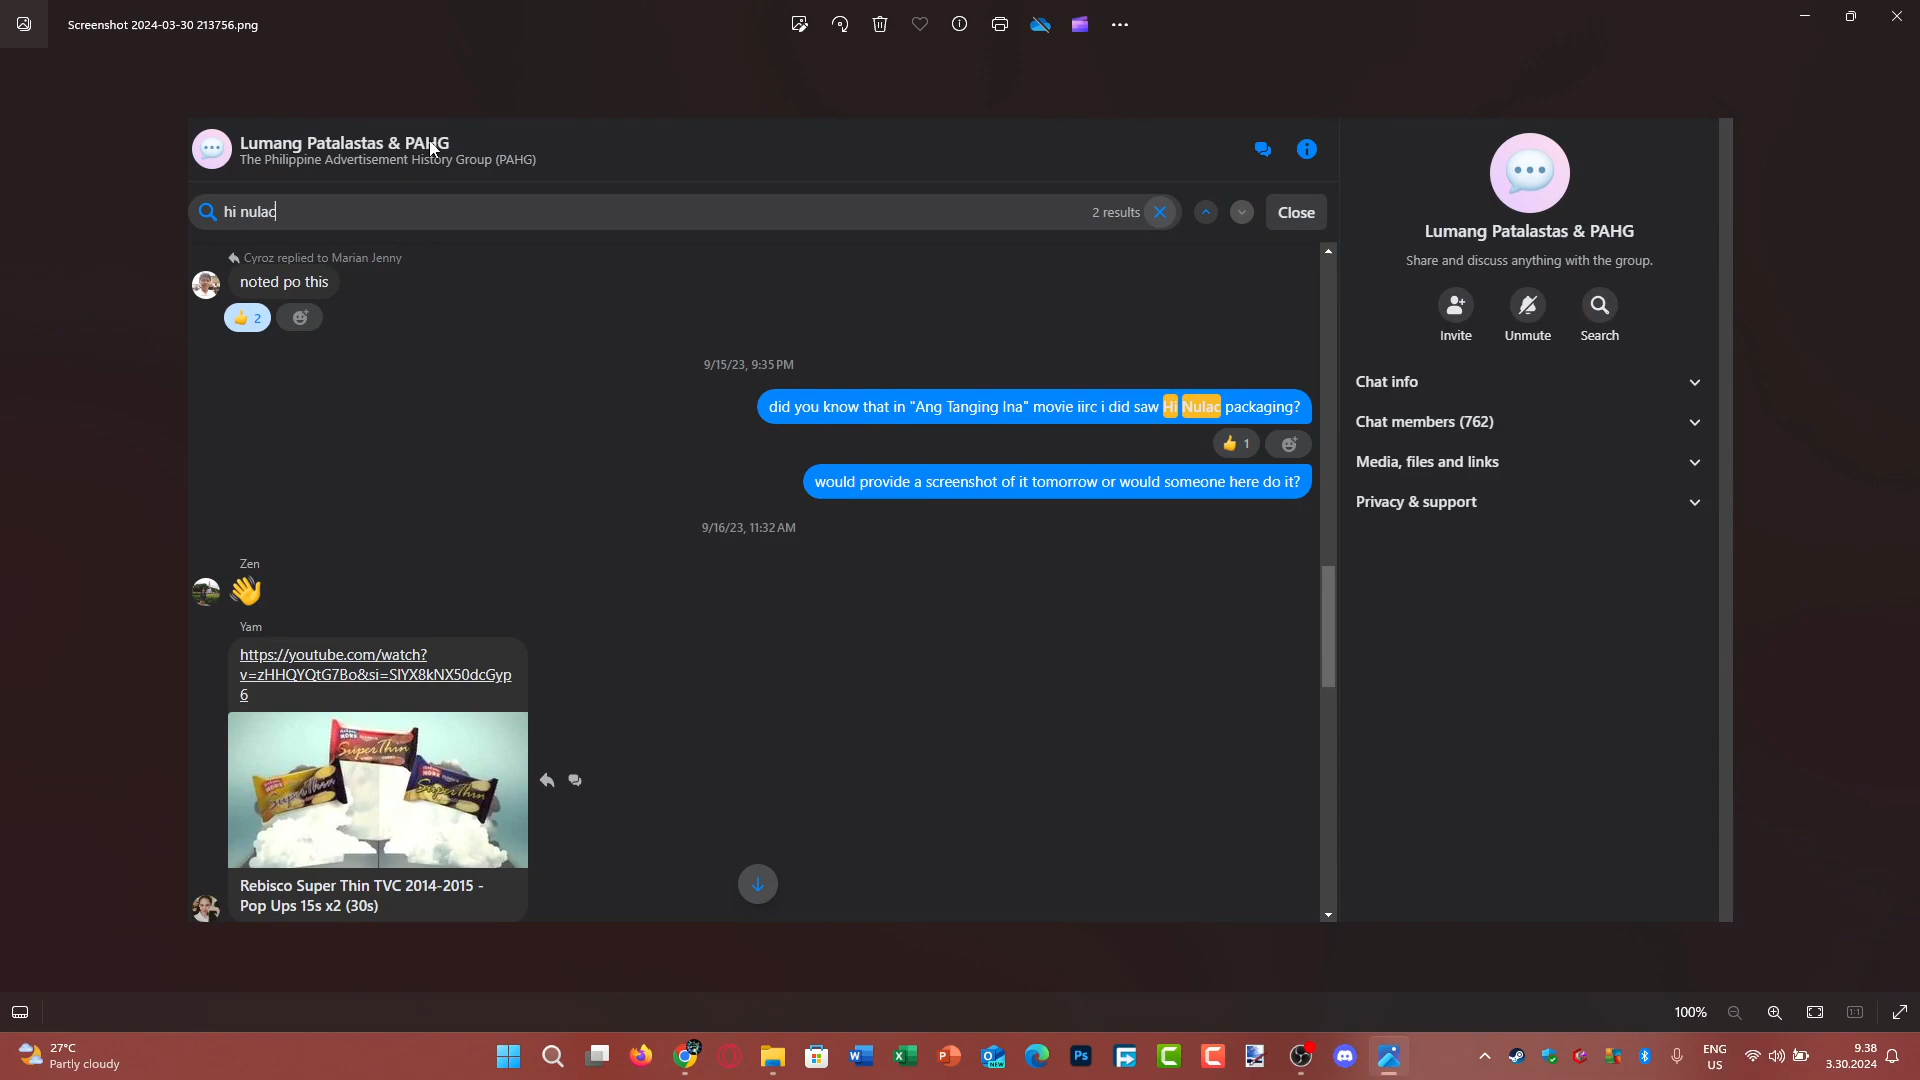 Screenshot 2024-03-30 213756.png
Lumang Patalastas & PAHG
The Philippine Advertisement History Group (PAHG)
hi nulac
2 results
Close
Cyroz replied to Marian Jenny
noted po this
2
9/15/23, 9:35 PM
did you know that in "Ang Tanging Ina" movie iirc i did saw Hi Nulac packaging?
1
would provide a screenshot of it tomorrow or would someone here do it?
9/16/23, 11:32 AM
Zen
Yam
https://youtube.com/watch?
v=zHHQYQtG7Bo&si=SIYX8kNX50dcGyp
6
SuperThin
SuperThin
SuperThin
Rebisco Super Thin TVC 2014-2015 -
Pop Ups 15s x2 (30s)
Lumang Patalastas & PAHG
Share and discuss anything with the group.
Invite
Unmute
Search
Chat info
Chat members (762)
Media, files and links
Privacy & support
100%
27°C
Partly cloudy
ENG
US
9.38
3.30.2024